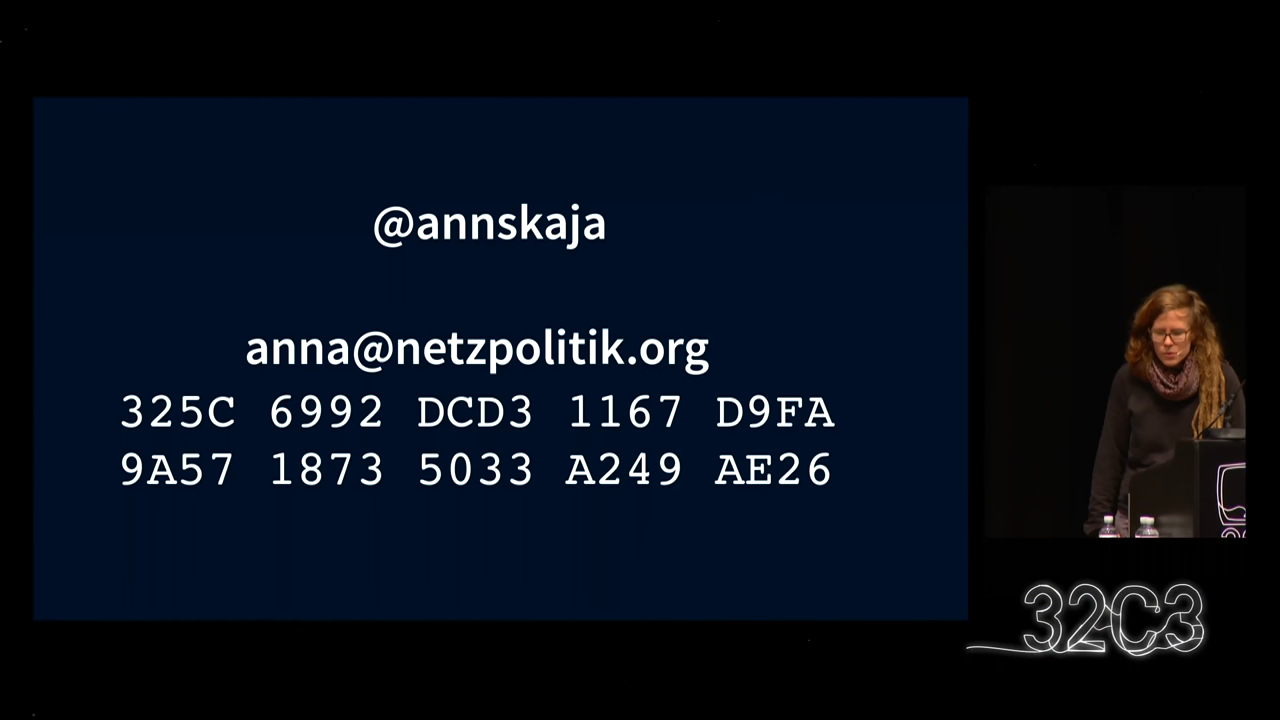 @annskaja
anna@netzpolitik.org
325C 6992 DCD3 1167 D9FA
9A57 1873 5033 A249 AE26
32C3